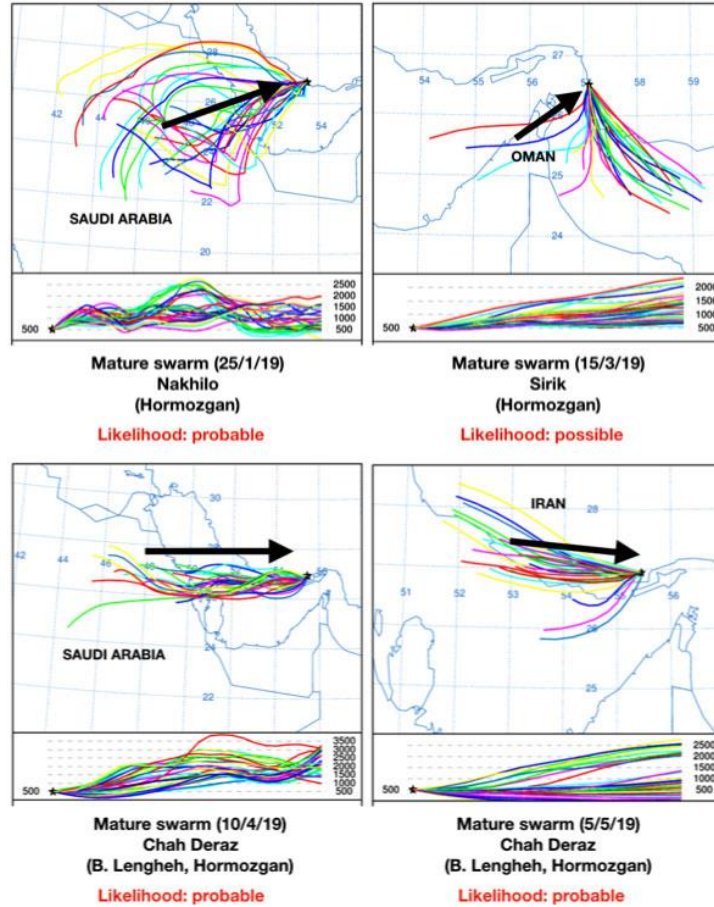 28
26
42
44
52
54
22
20
SAUDI ARABIA
2500
2000
1500
1000
500
500
Mature swarm (25/1/19)
Nakhilo
(Hormozgan)
Likelihood: probable
27
54
55
56
57
58
59
25
24
OMAN
2000
1500
1000
500
500
Mature swarm (15/3/19)
Sirik
(Hormozgan)
Likelihood: possible
30
42
44
46
24
22
SAUDI ARABIA
3500
3000
2500
2000
1500
1000
500
500
Mature swarm (10/4/19)
Chah Deraz
(B. Lengheh, Hormozgan)
Likelihood: probable
IRAN
28
51
52
53
54
55
56
26
25
2500
2000
1500
1000
500
500
Mature swarm (5/5/19)
Chah Deraz
(B. Lengheh, Hormozgan)
Likelihood: probable